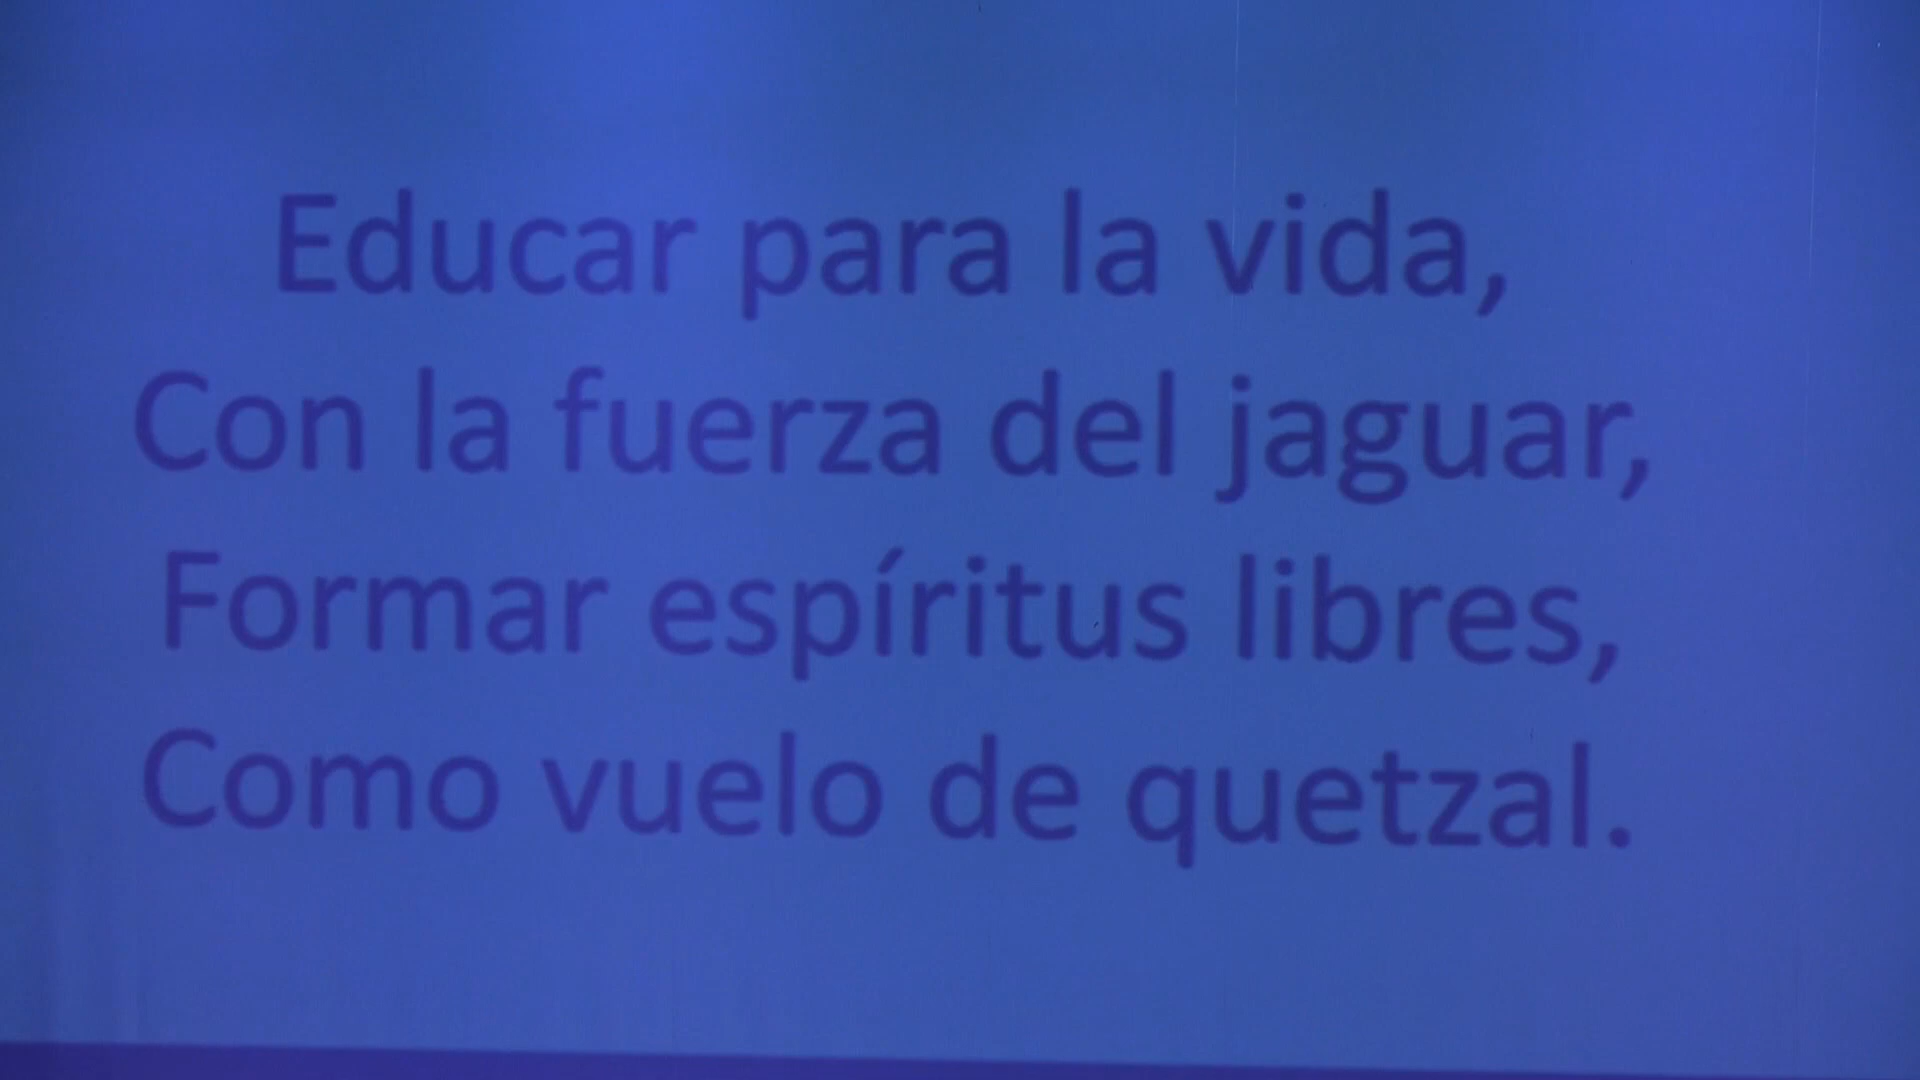 Educar para la vida,
Con la fuerza del jaguar,
Formar espíritus libres,
Como vuelo de quetzal.